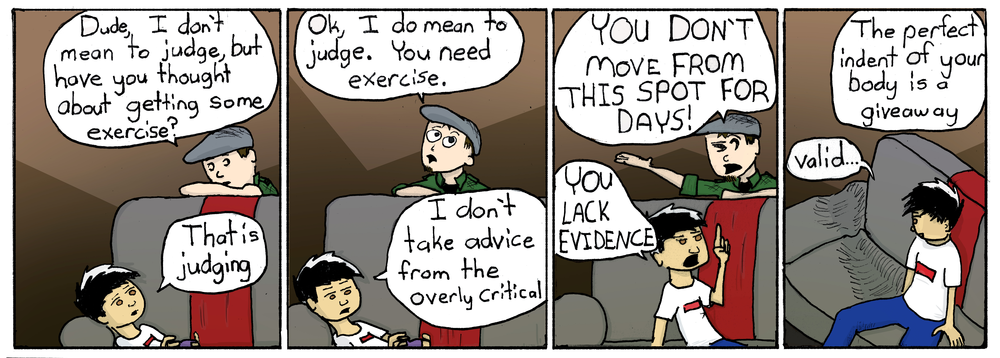 Dude, I don't
mean to judge, but
have you thought
about getting some
exercise?
That is
judging
Ok, I do mean to
judge. You need
exercise.
I don't
take advice
from the
overly critical
YOU DON'T
MOVE FROM
THIS SPOT FOR
DAYS!
YOU
LACK
EVIDENCE
The perfect
indent of your
body is a
giveaway
valid...